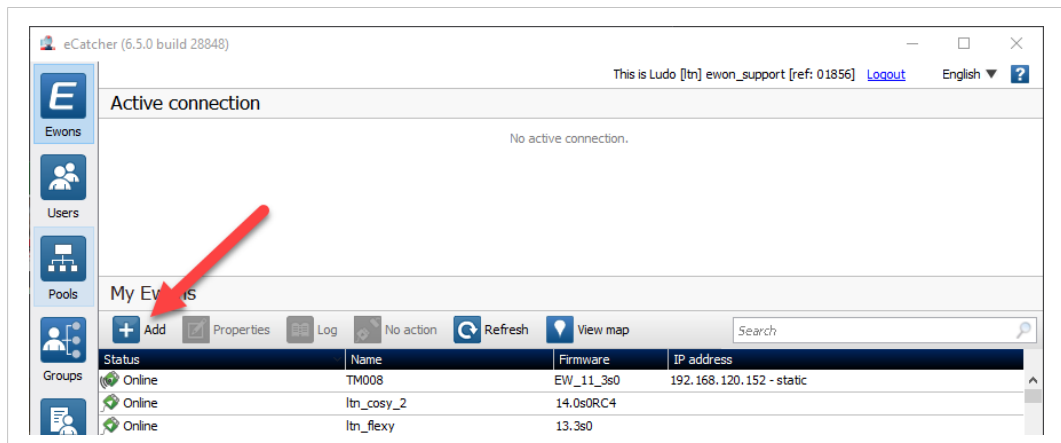 eCatcher (6.5.0 build 28848)
This is Ludo [ltn] ewon_support [ref: 01856] Logout English ?
Active connection
Ewons
No active connection.
Users
Pools
My Ewons
Add Properties Log No action Refresh View map Search
Status Name Firmware IP address
Groups
Online TM008 EW_11_3s0 192.168.120.152 - static
Online ltn_cosy_2 14.0s0RC4
Online ltn_flexy 13.3s0